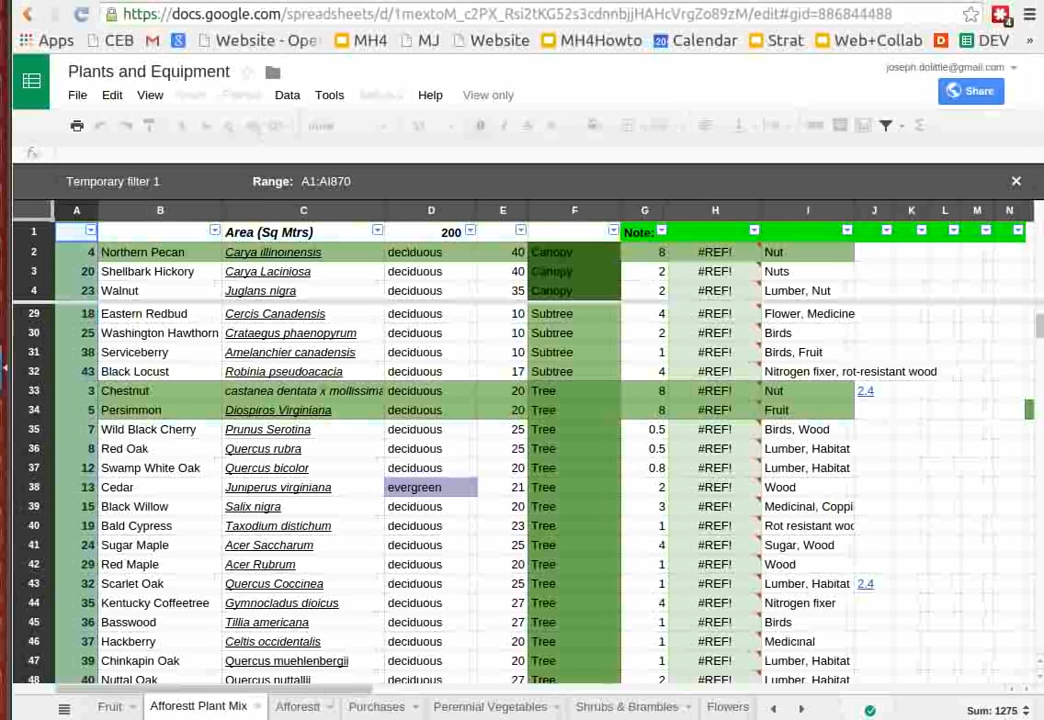 https://docs.google.com/spreadsheets/d/1mextoM_c2PX_Rsi2tKG52s3cdnnbjjHAHcVrgZo89zM/edit#gid=886844488
Apps CEB Website - Ope MH4 MJ Website MH4Howto 20 Calendar Strat Web+Collab DEV »
Plants and Equipment
joseph.dolittle@gmail.com
File Edit View Data Tools Help View only
Share
Temporary filter 1 Range: A1:AI870
A B C D E F G H I J K L M N
1 Area (Sq Mtrs) 200 Note:
2 4 Northern Pecan Carya illinoinensis deciduous 40 Canopy 8 #REF! Nut
3 20 Shellbark Hickory Carya Laciniosa deciduous 40 Canopy 2 #REF! Nuts
4 23 Walnut Juglans nigra deciduous 35 Canopy 2 #REF! Lumber, Nut
29 18 Eastern Redbud Cercis Canadensis deciduous 10 Subtree 4 #REF! Flower, Medicine
30 25 Washington Hawthorn Crataegus phaenopyrum deciduous 10 Subtree 2 #REF! Birds
31 38 Serviceberry Amelanchier canadensis deciduous 10 Subtree 1 #REF! Birds, Fruit
32 43 Black Locust Robinia pseudoacacia deciduous 17 Subtree 4 #REF! Nitrogen fixer, rot-resistant wood
33 3 Chestnut castanea dentata x mollissima deciduous 20 Tree 8 #REF! Nut 2.4
34 5 Persimmon Diospiros Virginiana deciduous 20 Tree 8 #REF! Fruit
35 7 Wild Black Cherry Prunus Serotina deciduous 25 Tree 0.5 #REF! Birds, Wood
36 8 Red Oak Quercus rubra deciduous 25 Tree 0.5 #REF! Lumber, Habitat
37 12 Swamp White Oak Quercus bicolor deciduous 20 Tree 0.8 #REF! Lumber, Habitat
38 13 Cedar Juniperus virginiana evergreen 21 Tree 2 #REF! Wood
39 15 Black Willow Salix nigra deciduous 20 Tree 3 #REF! Medicinal, Coppi
40 19 Bald Cypress Taxodium distichum deciduous 23 Tree 1 #REF! Rot resistant woo
41 24 Sugar Maple Acer Saccharum deciduous 25 Tree 4 #REF! Sugar, Wood
42 29 Red Maple Acer Rubrum deciduous 20 Tree 1 #REF! Wood
43 32 Scarlet Oak Quercus Coccinea deciduous 25 Tree 1 #REF! Lumber, Habitat 2.4
44 35 Kentucky Coffeetree Gymnocladus dioicus deciduous 27 Tree 4 #REF! Nitrogen fixer
45 36 Basswood Tillia americana deciduous 27 Tree 1 #REF! Birds
46 37 Hackberry Celtis occidentalis deciduous 20 Tree 1 #REF! Medicinal
47 39 Chinkapin Oak Quercus muehlenbergii deciduous 20 Tree 1 #REF! Lumber, Habitat
48 40 Nuttal Oak Quercus nuttallii deciduous 27 Tree 2 #REF! Lumber, Habitat
Fruit Afforestt Plant Mix Afforestt Purchases Perennial Vegetables Shrubs & Brambles Flowers Sum: 1275